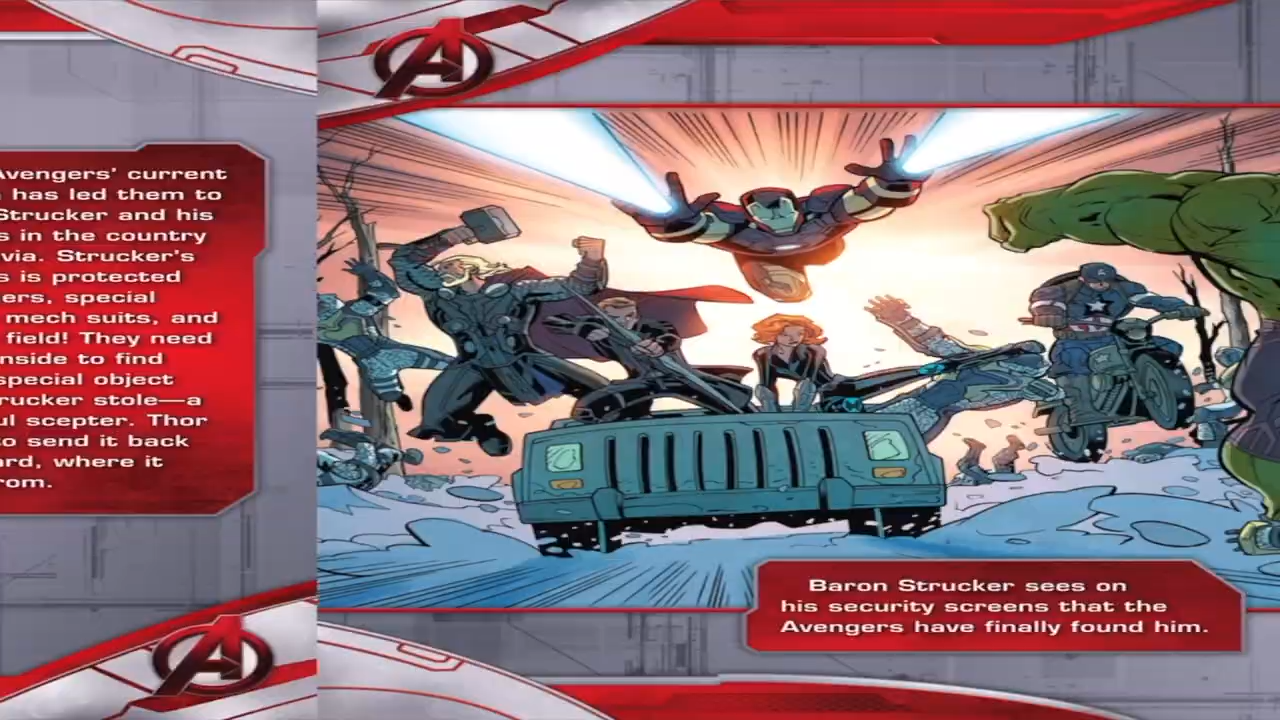 Avengers' current
has led them to
Strucker and his
s in the country
via. Strucker's
s is protected
ers, special
mech suits, and
field! They need
nside to find
special object
rucker stole—a
ul scepter. Thor
to send it back
ard, where it
rom.
Baron Strucker sees on
his security screens that the
Avengers have finally found him.